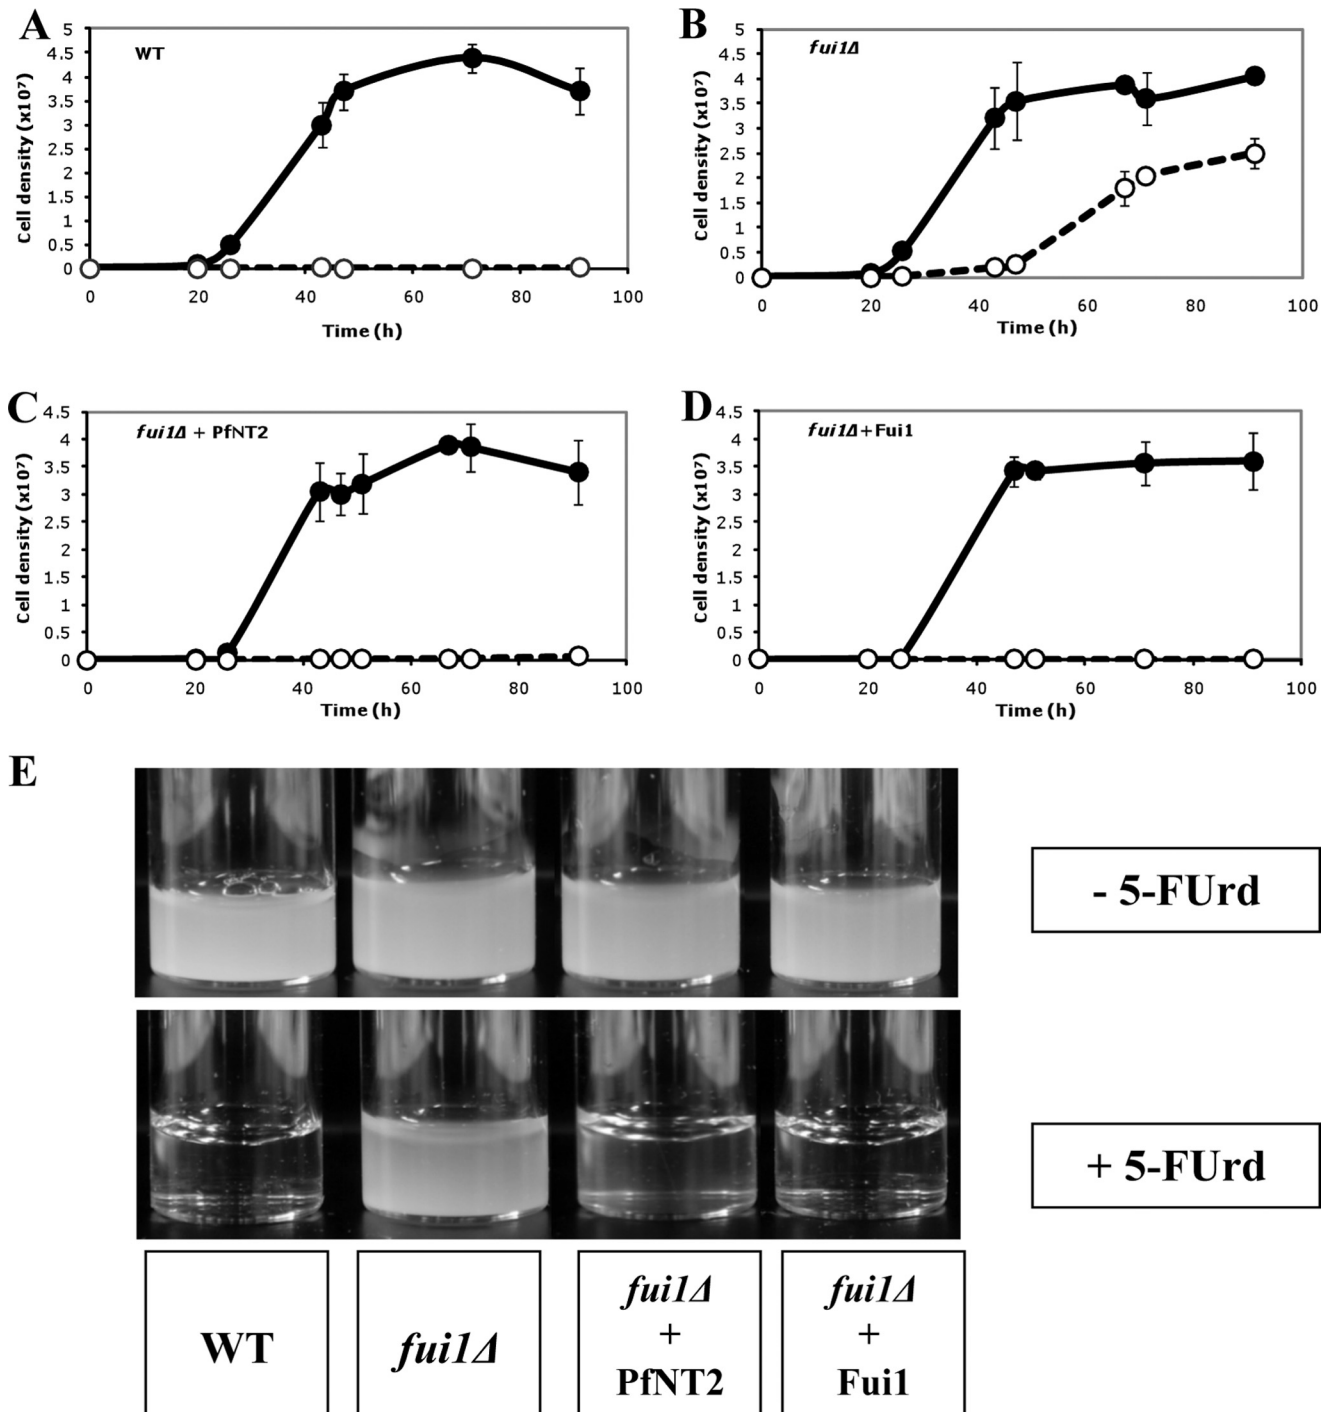 A
WT
5
4.5
4
3.5
3
2.5
2
1.5
1
0.5
0
Cell density (x10⁷)
0 20 40 60 80 100
Time (h)
B
fui1Δ
5
4.5
4
3.5
3
2.5
2
1.5
1
0.5
0
Cell density (x10⁷)
0 20 40 60 80 100
Time (h)
C
fui1Δ + PfNT2
4.5
4
3.5
3
2.5
2
1.5
1
0.5
0
Cell density (x10⁷)
0 20 40 60 80 100
Time (h)
D
fui1Δ+Fui1
4.5
4
3.5
3
2.5
2
1.5
1
0.5
0
Cell density (x10⁷)
0 20 40 60 80 100
Time (h)
E
- 5-FUrd
+ 5-FUrd
WT
fui1Δ
fui1Δ
+
PfNT2
fui1Δ
+
Fui1